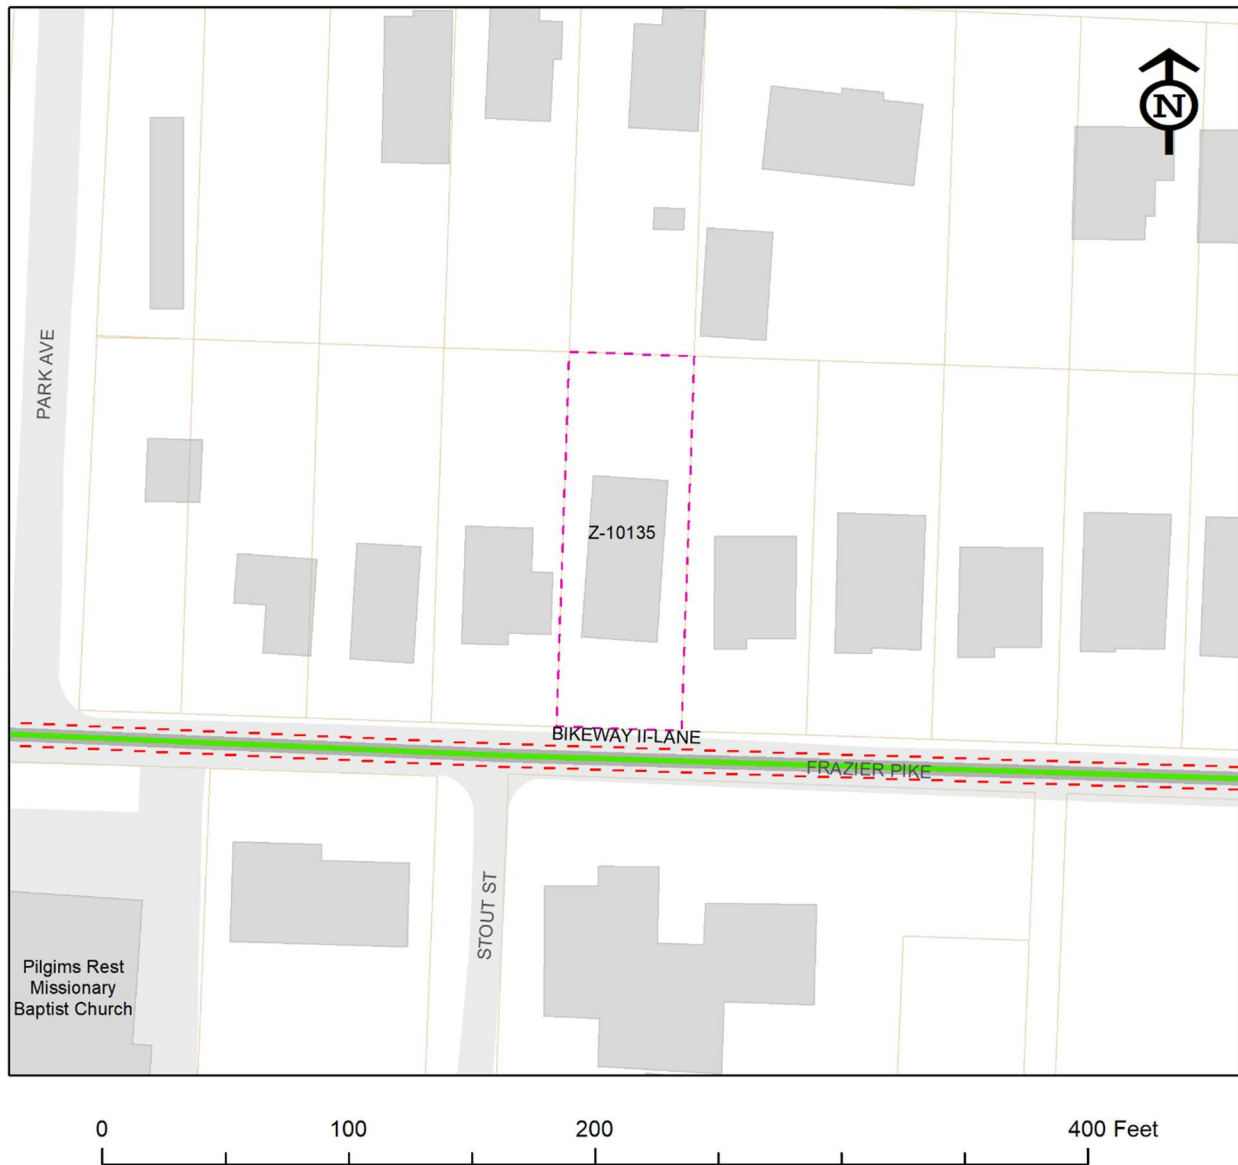 N
PARK AVE
Z-10135
BIKEWAY II-LANE
FRAZIER PIKE
STOUT ST
Pilgims Rest
Missionary
Baptist Church
0 100 200 400 Feet